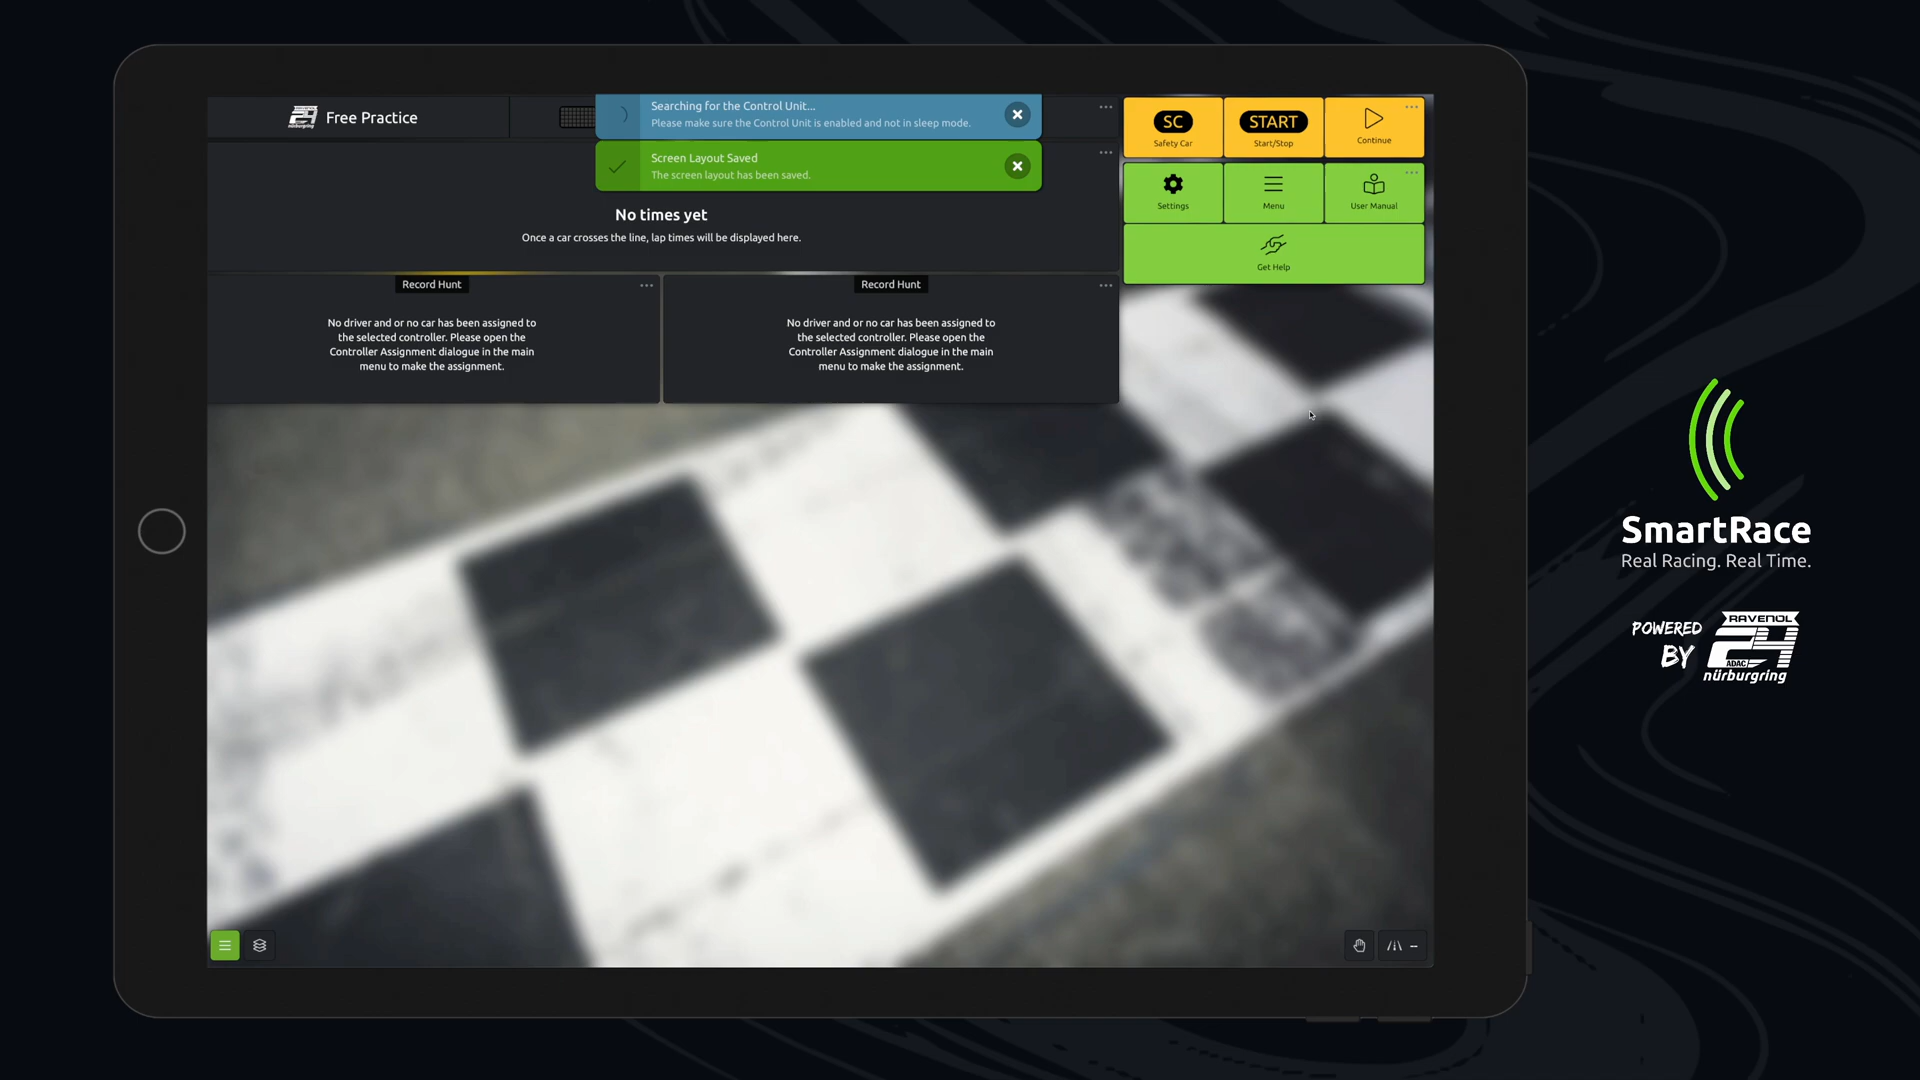 Free Practice
Searching for the Control Unit...
Please make sure the Control Unit is enabled and not in sleep mode.
Screen Layout Saved
The screen layout has been saved.
No times yet
Once a car crosses the line, lap times will be displayed here.
Record Hunt
No driver and or no car has been assigned to
the selected controller. Please open the
Controller Assignment dialogue in the main
menu to make the assignment.
Record Hunt
No driver and or no car has been assigned to
the selected controller. Please open the
Controller Assignment dialogue in the main
menu to make the assignment.
SC
Safety Car
START
Start/Stop
Continue
Settings
Menu
User Manual
Get Help
--
SmartRace
Real Racing. Real Time.
POWERED
BY
RAVENOL
24
ADAC
nürburgring